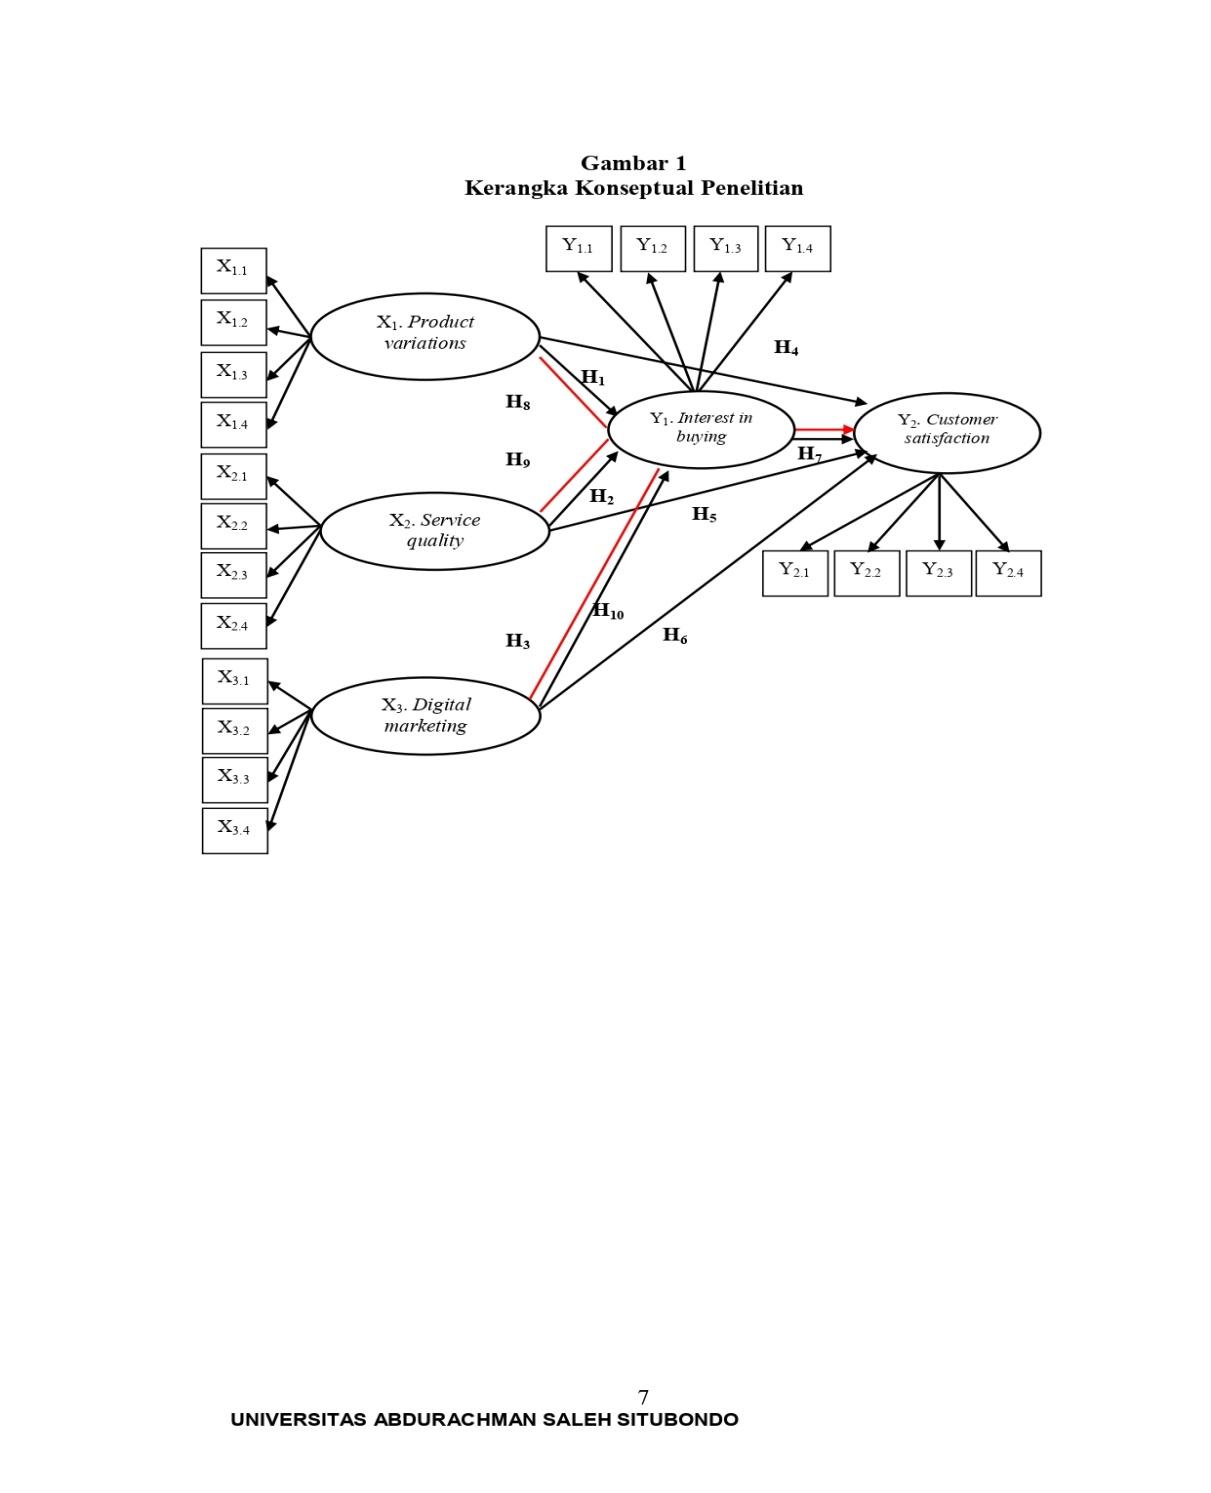 Gambar 1
Kerangka Konseptual Penelitian
Y1.1 Y1.2 Y1.3 Y1.4
X1.1
X1.2
X1.3
X1.4
X1. Product
variations
H4
H1
H8
Y1. Interest in
buying
Y2. Customer
satisfaction
H7
H9
H2
H5
X2.1
X2.2
X2.3
X2.4
X2. Service
quality
Y2.1 Y2.2 Y2.3 Y2.4
H10
H3
H6
X3.1
X3.2
X3.3
X3.4
X3. Digital
marketing
7
UNIVERSITAS ABDURACHMAN SALEH SITUBONDO